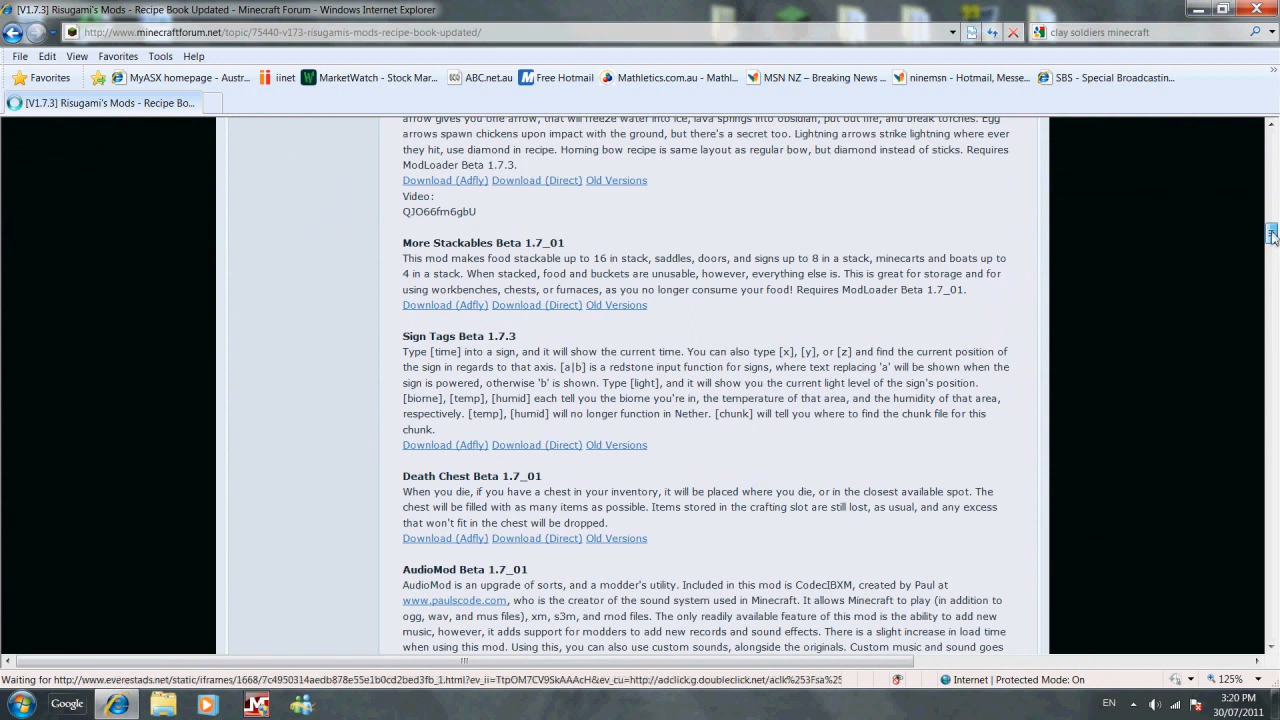 [V1.7.3] Risugami's Mods - Recipe Book Updated - Minecraft Forum - Windows Internet Explorer
http://www.minecraftforum.net/topic/75440-v173-risugamis-mods-recipe-book-updated/
clay soldiers minecraft
File Edit View Favorites Tools Help
Favorites MyASX homepage - Austr... iinet MarketWatch - Stock Mar... ABC.net.au Free Hotmail Mathletics.com.au - Mathl... MSN NZ – Breaking News ... ninemsn - Hotmail, Messe... SBS - Special Broadcastin...
[V1.7.3] Risugami's Mods - Recipe Bo...
arrow gives you one arrow, that will freeze water into ice, lava springs into obsidian, put out fire, and break torches. Egg
arrows spawn chickens upon impact with the ground, but there's a secret too. Lightning arrows strike lightning where ever
they hit, use diamond in recipe. Homing bow recipe is same layout as regular bow, but diamond instead of sticks. Requires
ModLoader Beta 1.7.3.
Download (Adfly) Download (Direct) Old Versions
Video:
QJO66fm6gbU
More Stackables Beta 1.7_01
This mod makes food stackable up to 16 in stack, saddles, doors, and signs up to 8 in a stack, minecarts and boats up to
4 in a stack. When stacked, food and buckets are unusable, however, everything else is. This is great for storage and for
using workbenches, chests, or furnaces, as you no longer consume your food! Requires ModLoader Beta 1.7_01.
Download (Adfly) Download (Direct) Old Versions
Sign Tags Beta 1.7.3
Type [time] into a sign, and it will show the current time. You can also type [x], [y], or [z] and find the current position of
the sign in regards to that axis. [a|b] is a redstone input function for signs, where text replacing 'a' will be shown when the
sign is powered, otherwise 'b' is shown. Type [light], and it will show you the current light level of the sign's position.
[biome], [temp], [humid] each tell you the biome you're in, the temperature of that area, and the humidity of that area,
respectively. [temp], [humid] will no longer function in Nether. [chunk] will tell you where to find the chunk file for this
chunk.
Download (Adfly) Download (Direct) Old Versions
Death Chest Beta 1.7_01
When you die, if you have a chest in your inventory, it will be placed where you die, or in the closest available spot. The
chest will be filled with as many items as possible. Items stored in the crafting slot are still lost, as usual, and any excess
that won't fit in the chest will be dropped.
Download (Adfly) Download (Direct) Old Versions
AudioMod Beta 1.7_01
AudioMod is an upgrade of sorts, and a modder's utility. Included in this mod is CodecIBXM, created by Paul at
www.paulscode.com, who is the creator of the sound system used in Minecraft. It allows Minecraft to play (in addition to
ogg, wav, and mus files), xm, s3m, and mod files. The only readily available feature of this mod is the ability to add new
music, however, it adds support for modders to add new records and sound effects. There is a slight increase in load time
when using this mod. Using this, you can also use custom sounds, alongside the originals. Custom music and sound goes
Waiting for http://www.everestads.net/static/iframes/1668/7c4950314aedb878e55e1b0cd2bed3fb_1.html?ev_ii=TtpOM7CV9SkAAAcH&ev_cu=http://adclick.g.doubleclick.net/aclk%253Fsa%25
Internet | Protected Mode: On 125%
Google EN 3:20 PM
30/07/2011